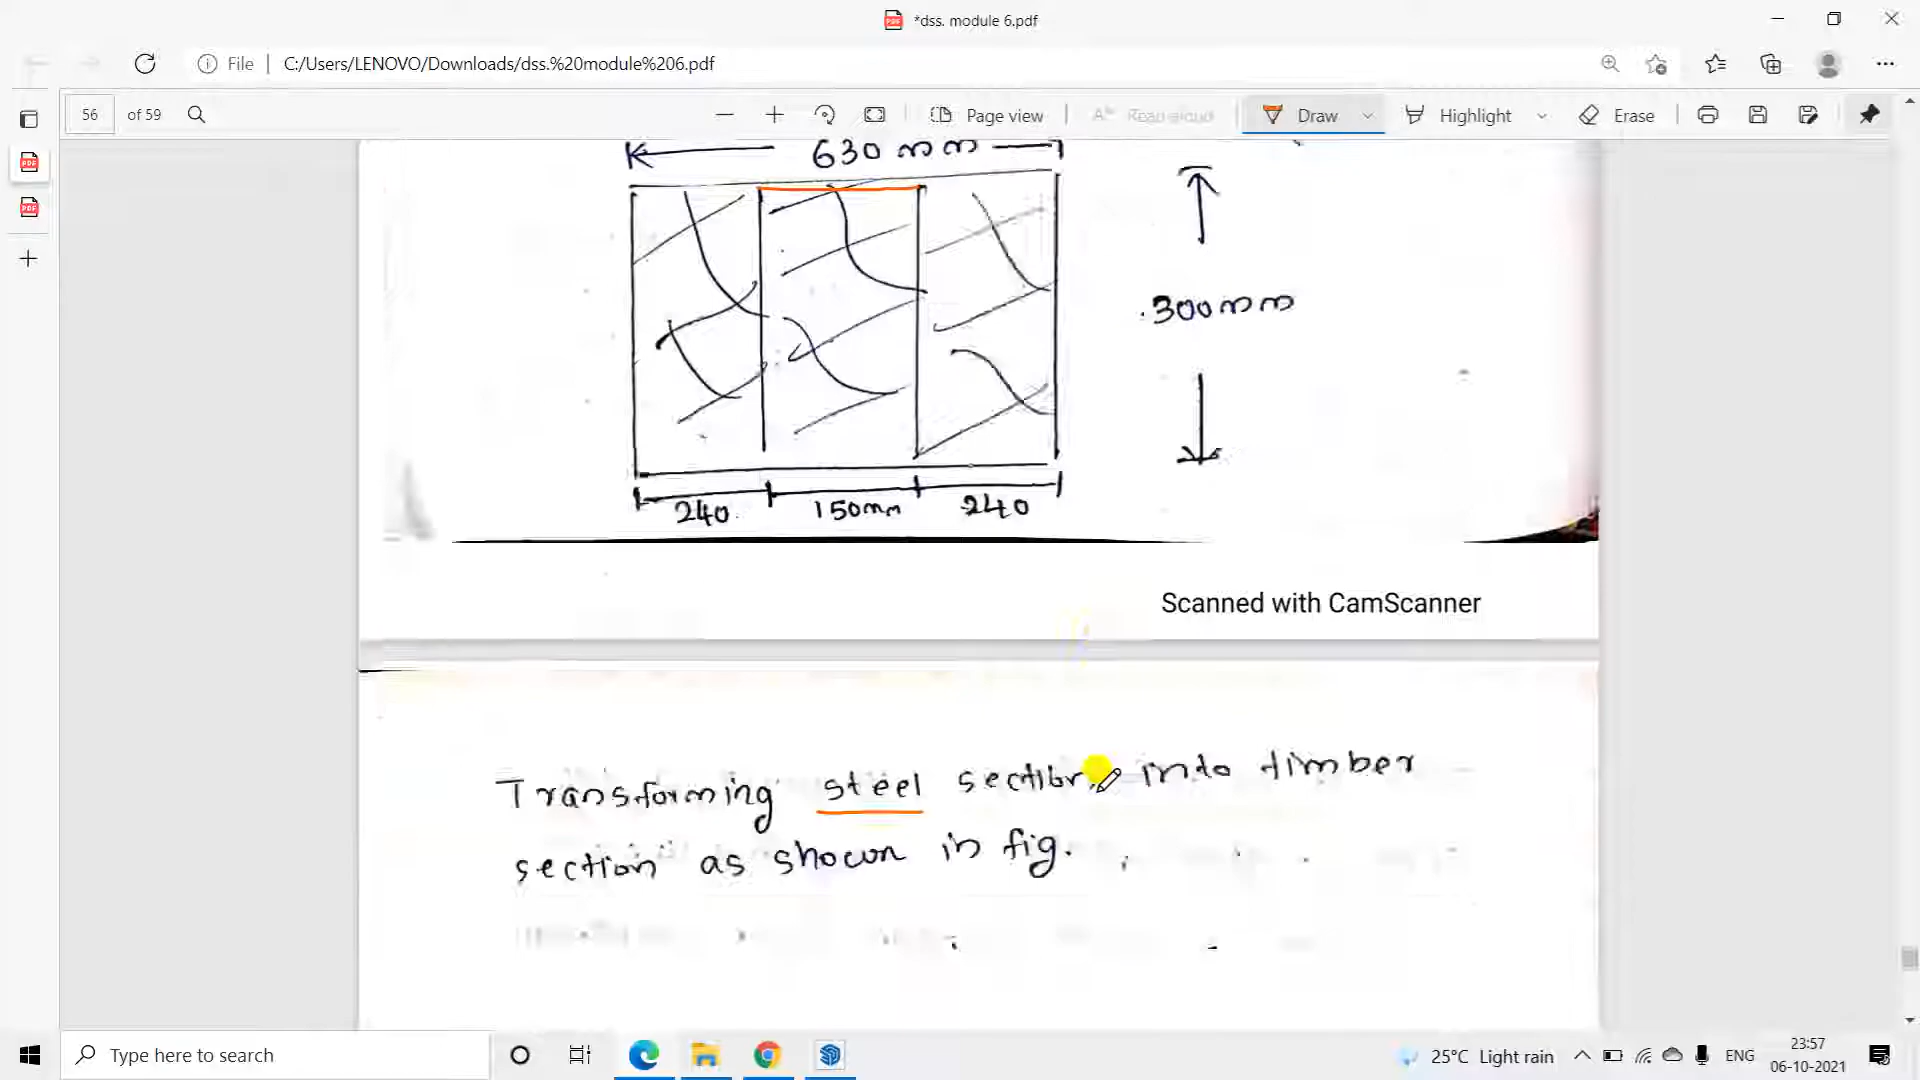 *dss. module 6.pdf
File C:/Users/LENOVO/Downloads/dss.%20module%206.pdf
56 of 59 Page view Read aloud Draw Highlight Erase
630 mm
.300mm
240 150mm 240
Scanned with CamScanner
Transforming steel section into timber
section as shown in fig.
Type here to search
25°C Light rain ENG 23:57
06-10-2021